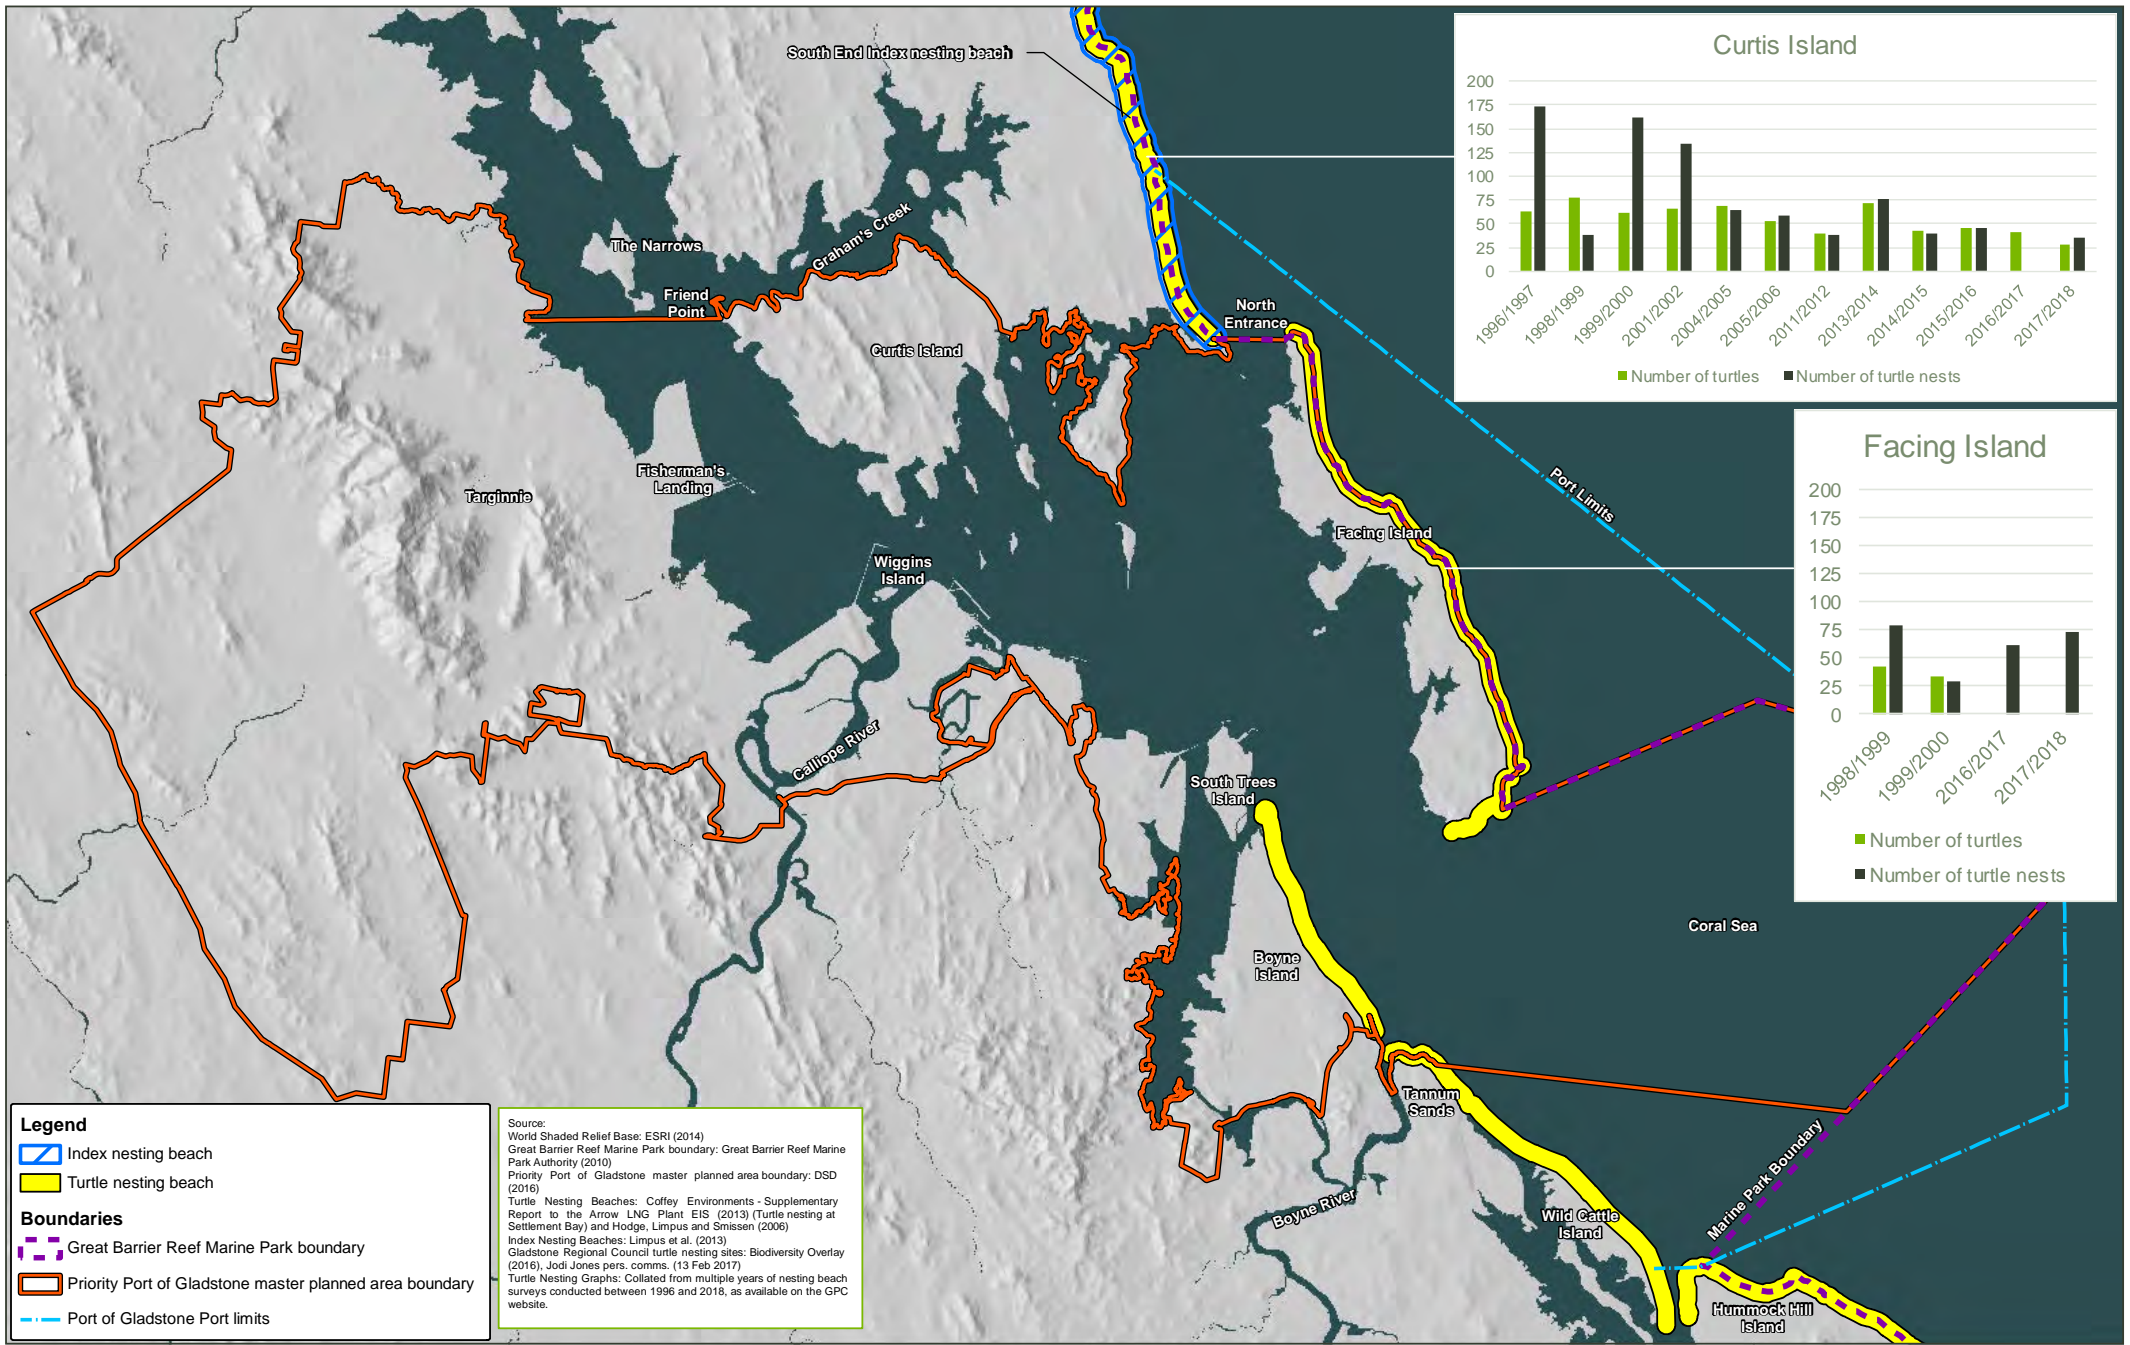 South End Index nesting beach
The Narrows
Graham's Creek
Friend
Point
North
Entrance
Curtis Island
Fisherman's
Landing
Targinnie
Port Limits
Facing Island
Wiggins
Island
Calliope River
South Trees
Island
Coral Sea
Boyne
Island
Tannum
Sands
Boyne River
Wild Cattle
Island
Marine Park Boundary
Hummock Hill
Island
Curtis Island
200
175
150
125
100
75
50
25
0
1996/1997
1998/1999
1999/2000
2001/2002
2004/2005
2005/2006
2011/2012
2013/2014
2014/2015
2015/2016
2016/2017
2017/2018
Number of turtles
Number of turtle nests
Facing Island
200
175
150
125
100
75
50
25
0
1998/1999
1999/2000
2016/2017
2017/2018
Number of turtles
Number of turtle nests
Legend
Index nesting beach
Turtle nesting beach
Boundaries
Great Barrier Reef Marine Park boundary
Priority Port of Gladstone master planned area boundary
Port of Gladstone Port limits
Source:
World Shaded Relief Base: ESRI (2014)
Great Barrier Reef Marine Park boundary: Great Barrier Reef Marine
Park Authority (2010)
Priority Port of Gladstone master planned area boundary: DSD
(2016)
Turtle Nesting Beaches: Coffey Environments - Supplementary
Report to the Arrow LNG Plant EIS (2013) (Turtle nesting at
Settlement Bay) and Hodge, Limpus and Smissen (2006)
Index Nesting Beaches: Limpus et al. (2013)
Gladstone Regional Council turtle nesting sites: Biodiversity Overlay
(2016), Jodi Jones pers. comms. (13 Feb 2017)
Turtle Nesting Graphs: Collated from multiple years of nesting beach
surveys conducted between 1996 and 2018, as available on the GPC
website.